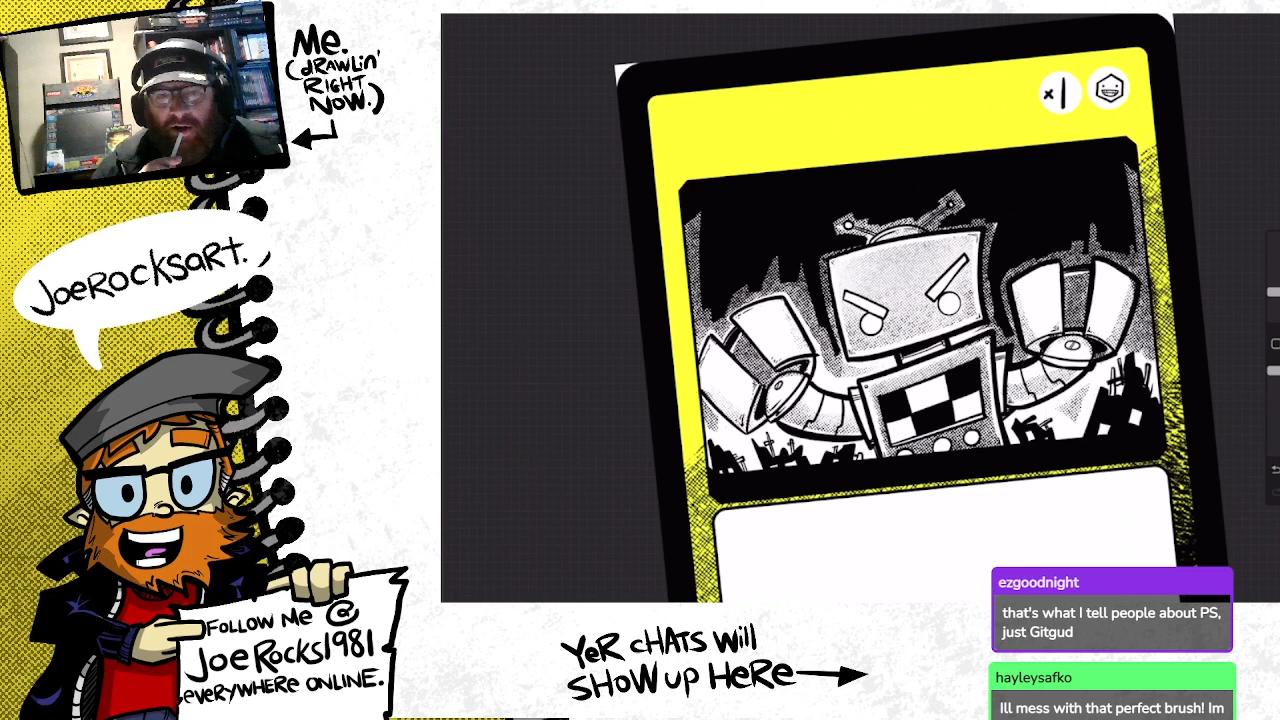 Me.
(dRAWLin'
RIGHT
NOW.)
JoeRocksaRt.
x1
FOLLOW Me @
JoeRocks1981
eveRYWHeRe ONLINE.
YeR cHATS Will
SHOW up HeRe
ezgoodnight
that's what I tell people about PS,
just Gitgud
hayleysafko
Ill mess with that perfect brush! Im